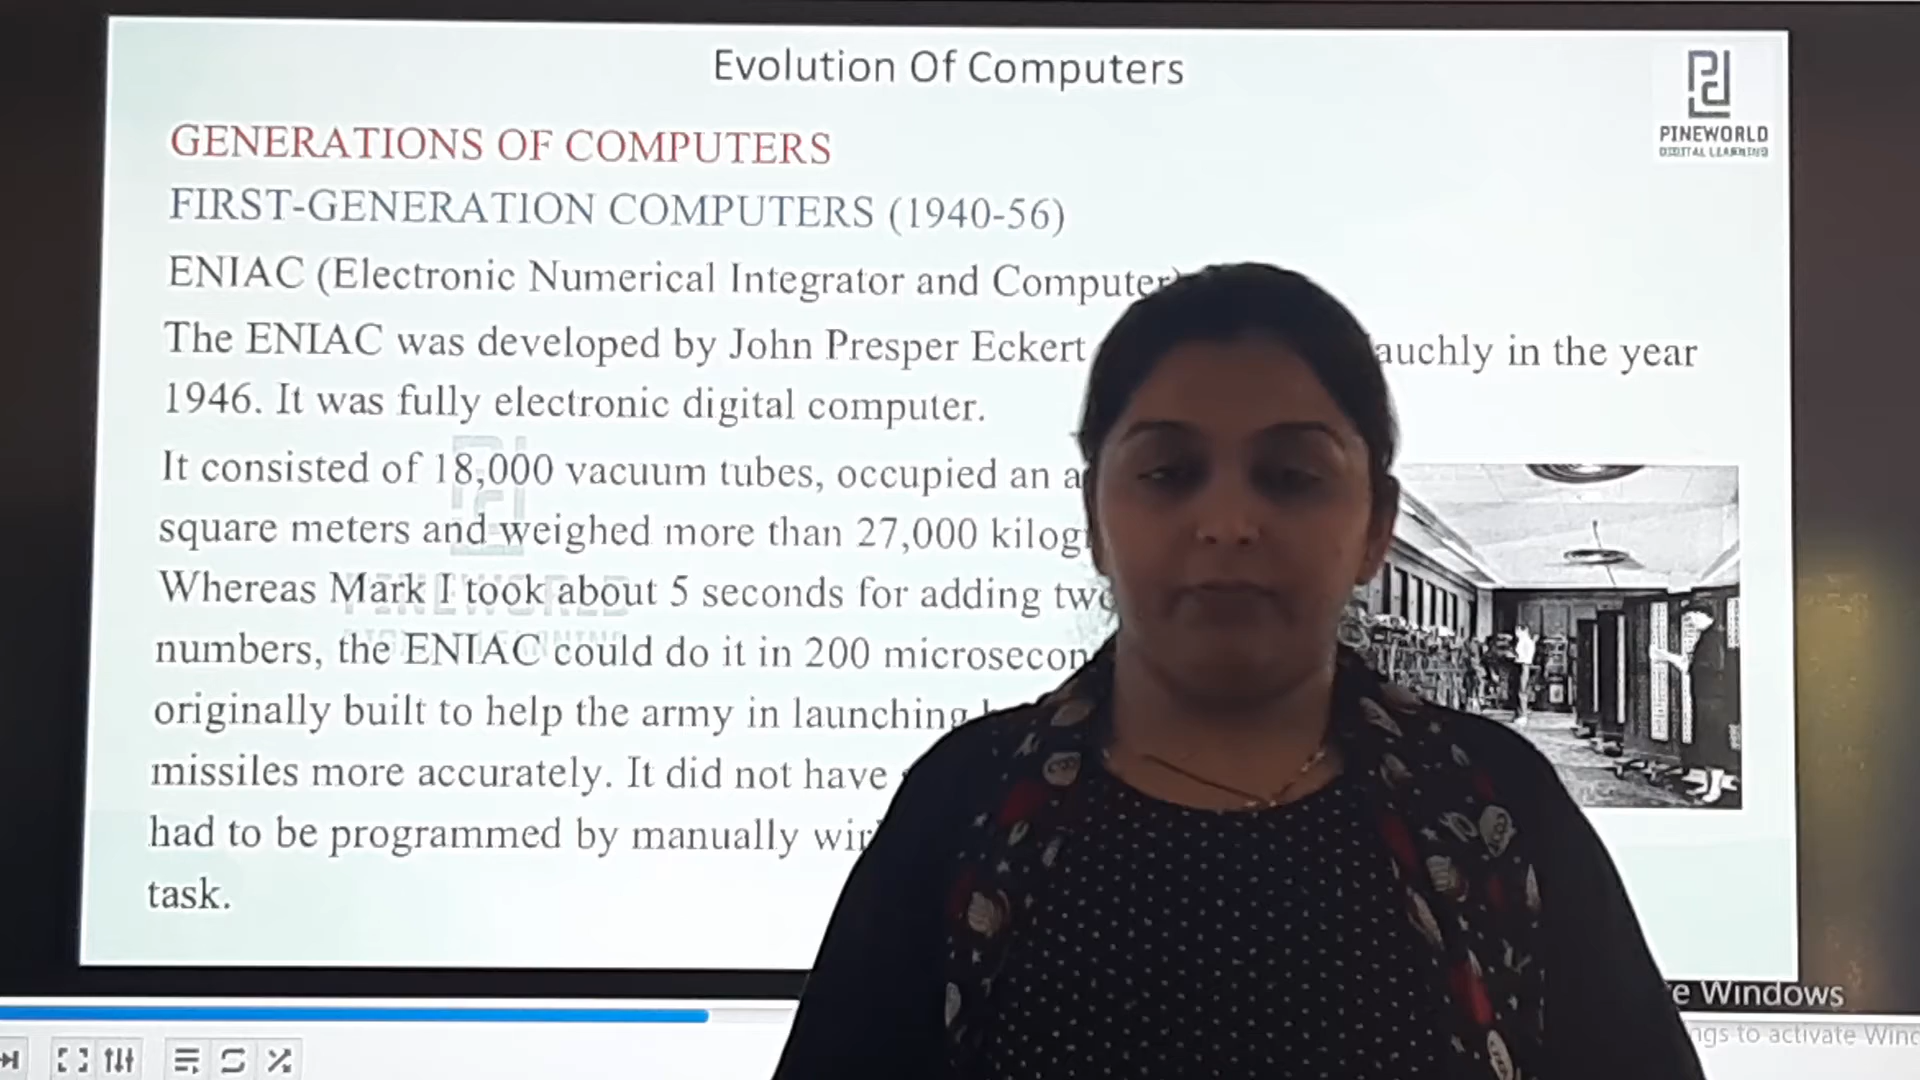 Evolution Of Computers
PINEWORLD
DIGITAL LEARNING
GENERATIONS OF COMPUTERS
FIRST-GENERATION COMPUTERS (1940-56)
ENIAC (Electronic Numerical Integrator and Computer)
The ENIAC was developed by John Presper Eckert auchly in the year
1946. It was fully electronic digital computer.
It consisted of 18,000 vacuum tubes, occupied an
square meters and weighed more than 27,000
Whereas Mark I took about 5 seconds for adding
numbers, the ENIAC could do it in 200
originally built to help the army in launching
missiles more accurately. It did not have
had to be programmed by manually
task.
PINEWORLD
e Windows
ngs to activate